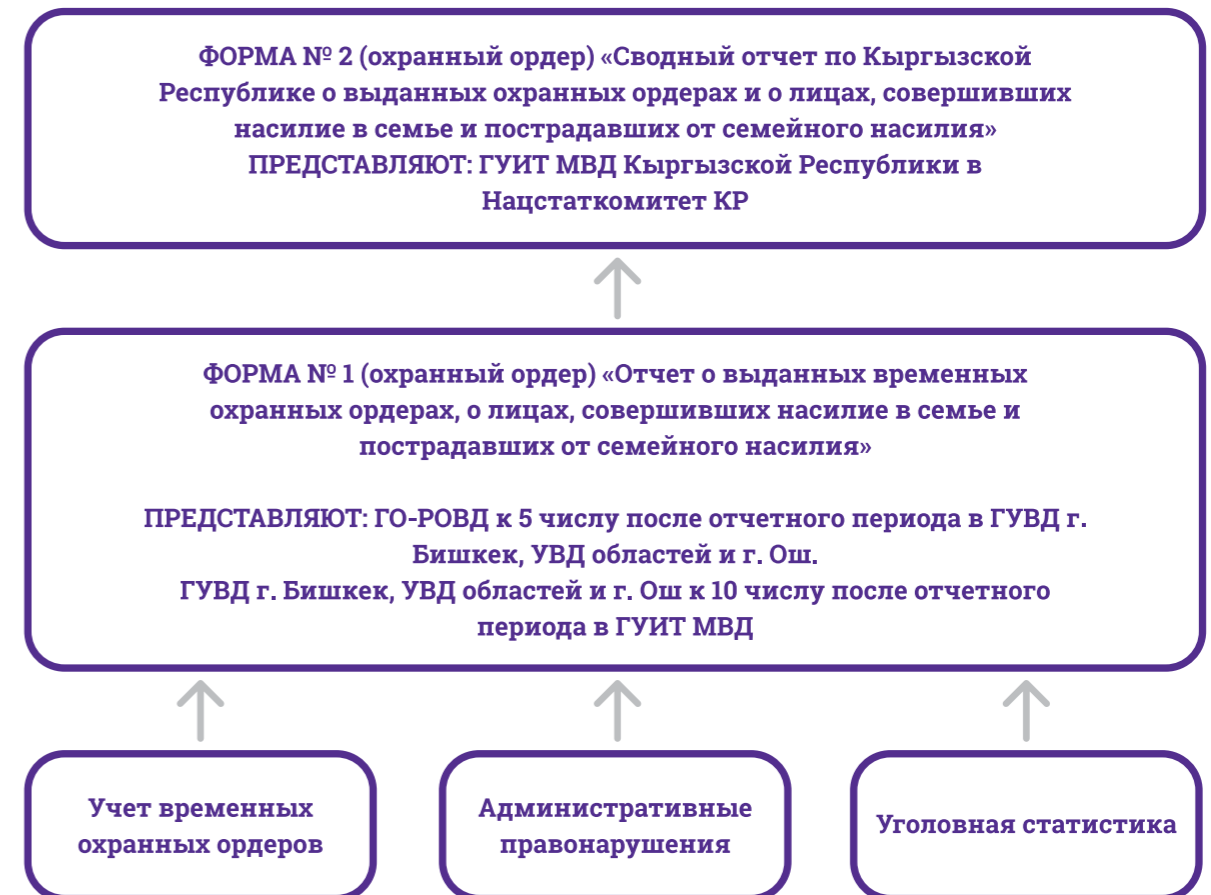 ФОРМА № 2 (охранный ордер) «Сводный отчет по Кыргызской
Республике о выданных охранных ордерах и о лицах, совершивших
насилие в семье и пострадавших от семейного насилия»
ПРЕДСТАВЛЯЮТ: ГУИТ МВД Кыргызской Республики в
Нацстаткомитет КР
ФОРМА № 1 (охранный ордер) «Отчет о выданных временных
охранных ордерах, о лицах, совершивших насилие в семье и
пострадавших от семейного насилия»
ПРЕДСТАВЛЯЮТ: ГО-РОВД к 5 числу после отчетного периода в ГУВД г.
Бишкек, УВД областей и г. Ош.
ГУВД г. Бишкек, УВД областей и г. Ош к 10 числу после отчетного
периода в ГУИТ МВД
Учет временных
охранных ордеров
Административные
правонарушения
Уголовная статистика